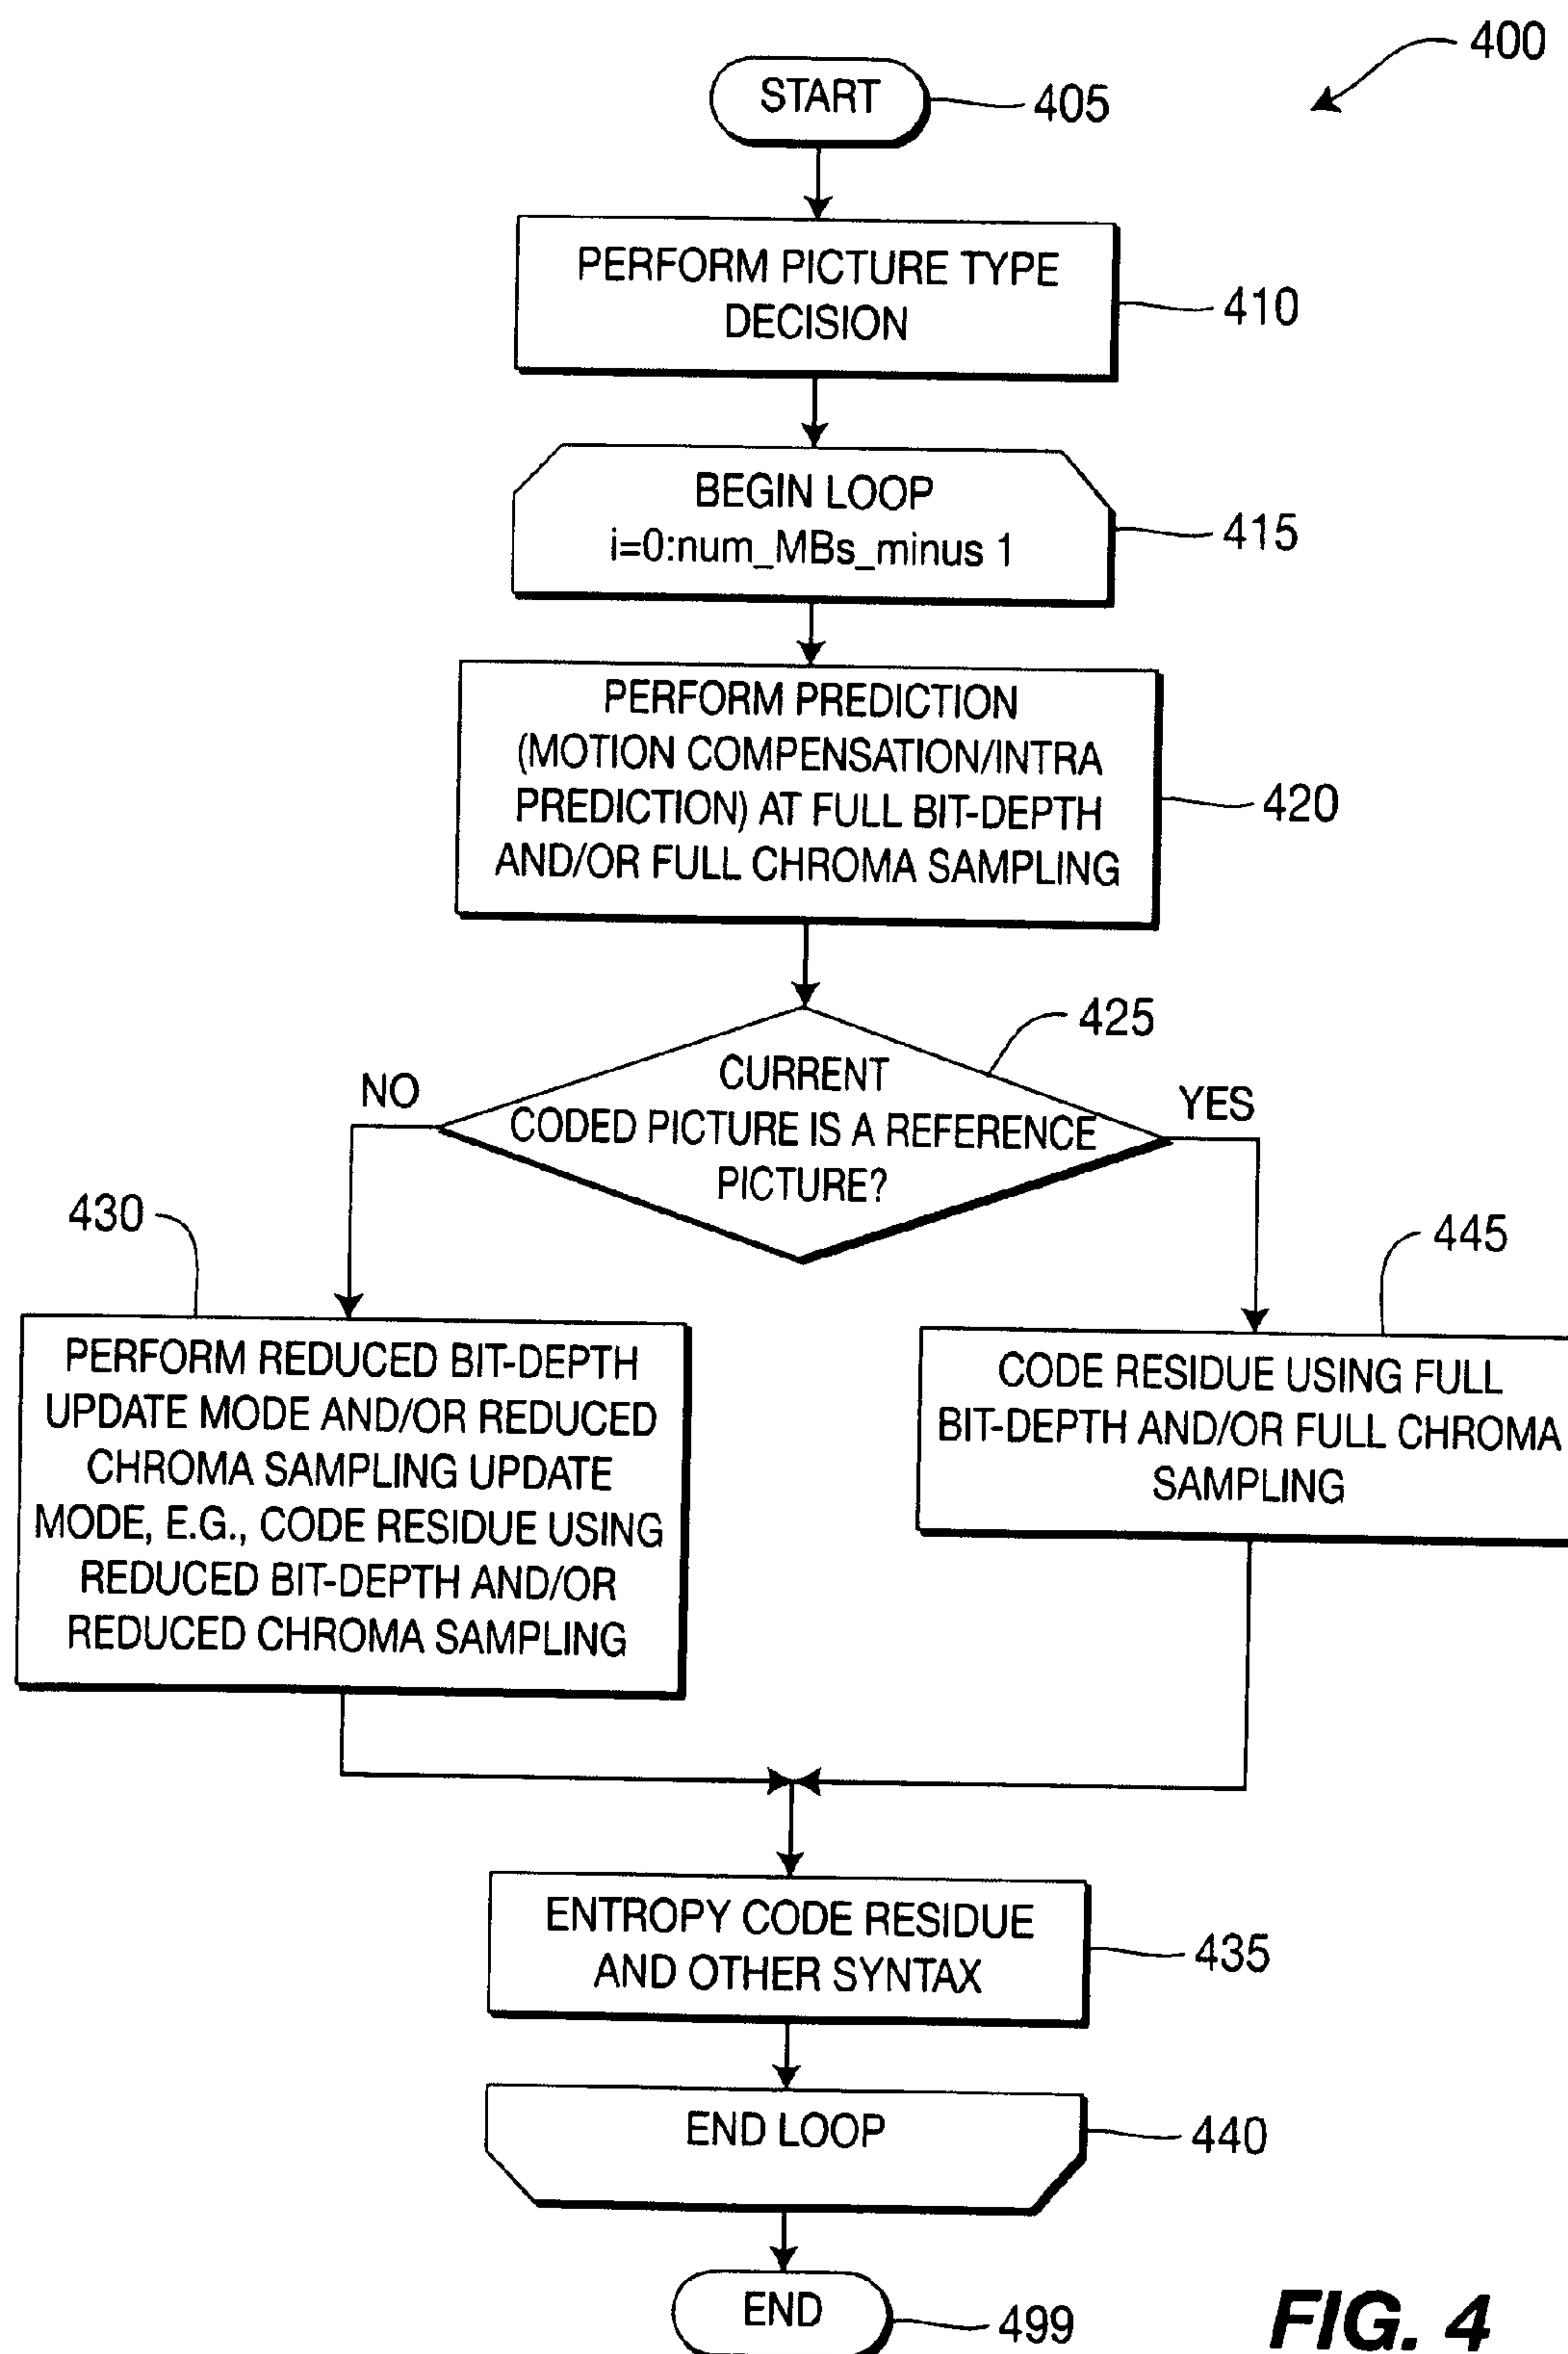 400
START
405
PERFORM PICTURE TYPE
DECISION
410
BEGIN LOOP
i=0:num_MBs_minus 1
415
PERFORM PREDICTION
(MOTION COMPENSATION/INTRA
PREDICTION) AT FULL BIT-DEPTH
AND/OR FULL CHROMA SAMPLING
420
425
CURRENT
CODED PICTURE IS A REFERENCE
PICTURE?
NO
YES
430
PERFORM REDUCED BIT-DEPTH
UPDATE MODE AND/OR REDUCED
CHROMA SAMPLING UPDATE
MODE, E.G., CODE RESIDUE USING
REDUCED BIT-DEPTH AND/OR
REDUCED CHROMA SAMPLING
445
CODE RESIDUE USING FULL
BIT-DEPTH AND/OR FULL CHROMA
SAMPLING
ENTROPY CODE RESIDUE
AND OTHER SYNTAX
435
END LOOP
440
END
499
FIG. 4